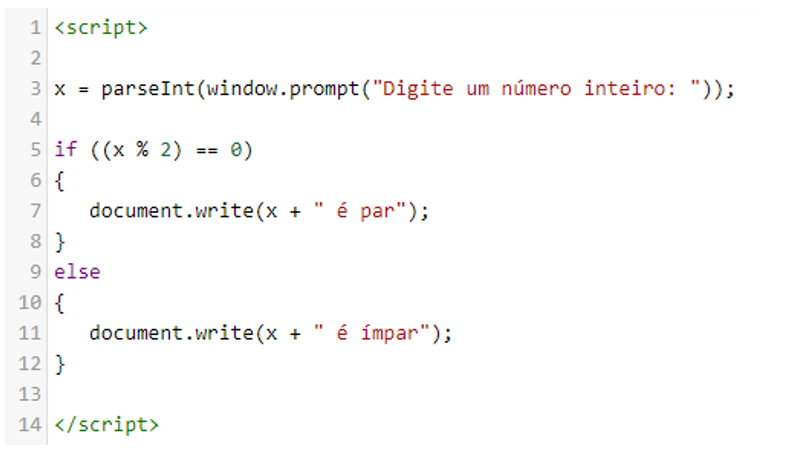 1 <script>
2
3 x = parseInt(window.prompt("Digite um número inteiro: "));
4
5 if ((x % 2) == 0)
6 {
7    document.write(x + " é par");
8 }
9 else
10 {
11    document.write(x + " é ímpar");
12 }
13
14 </script>